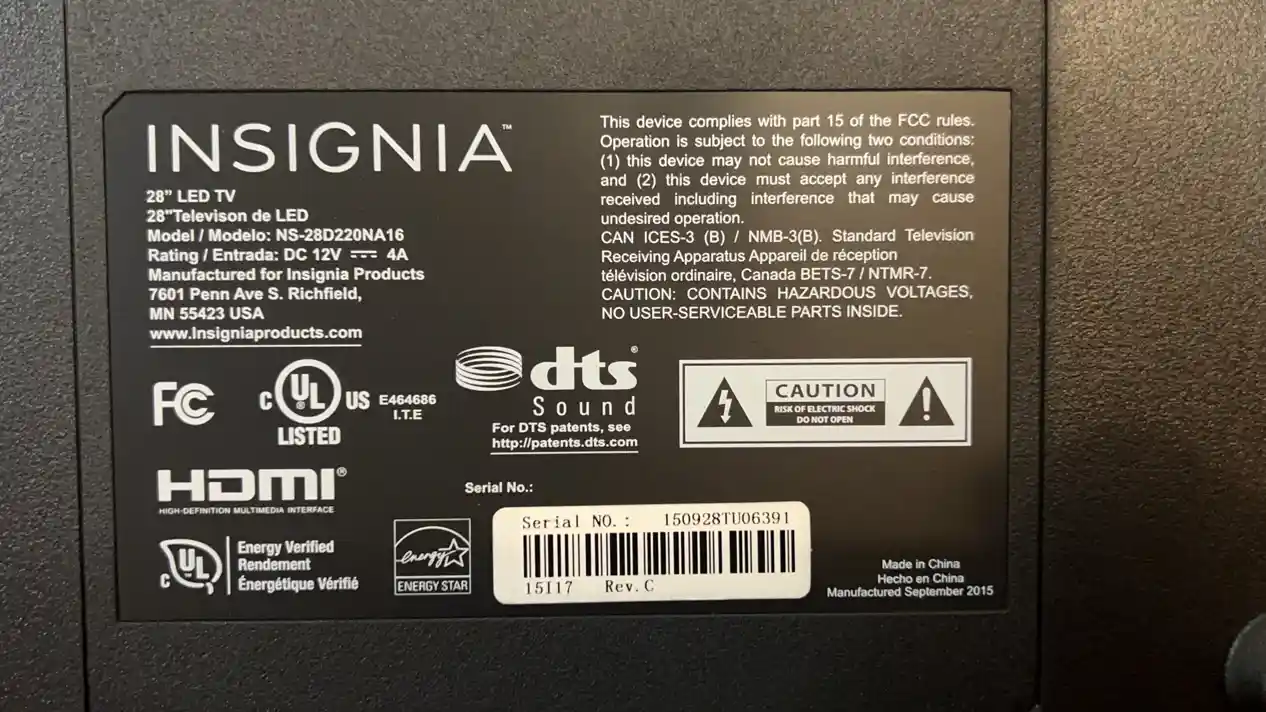 INSIGNIA™
28" LED TV
28"Televison de LED
Model / Modelo: NS-28D220NA16
Rating / Entrada: DC 12V ⎓ 4A
Manufactured for Insignia Products
7601 Penn Ave S. Richfield,
MN 55423 USA
www.Insigniaproducts.com
This device complies with part 15 of the FCC rules.
Operation is subject to the following two conditions:
(1) this device may not cause harmful interference,
and (2) this device must accept any interference
received including interference that may cause
undesired operation.
CAN ICES-3 (B) / NMB-3(B). Standard Television
Receiving Apparatus Appareil de réception
télévision ordinaire, Canada BETS-7 / NTMR-7.
CAUTION: CONTAINS HAZARDOUS VOLTAGES,
NO USER-SERVICEABLE PARTS INSIDE.
FC
C UL® US
LISTED
E464686
I.T.E
dts®
Sound
For DTS patents, see
http://patents.dts.com
CAUTION
RISK OF ELECTRIC SHOCK
DO NOT OPEN
HDMI®
HIGH-DEFINITION MULTIMEDIA INTERFACE
C UL
Energy Verified
Rendement
Énergétique Vérifié
energy
ENERGY STAR
Serial No.:
Serial NO.: 150928TU06391
15I17 Rev.C
Made in China
Hecho en China
Manufactured September 2015